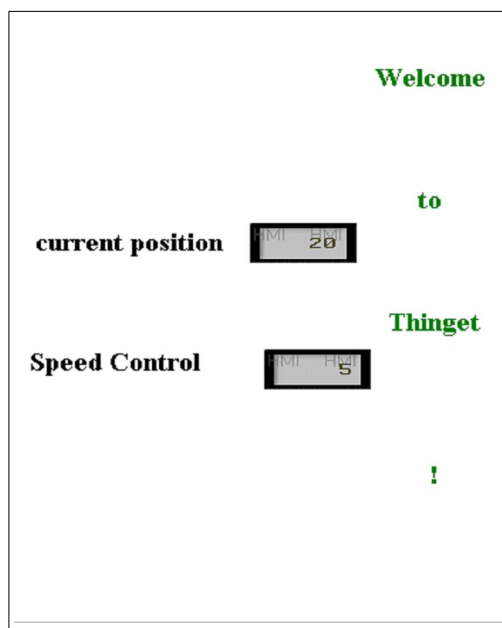 Welcome
to
current position HMI HMI 20
Thinget
Speed Control HMI HMI 5
!